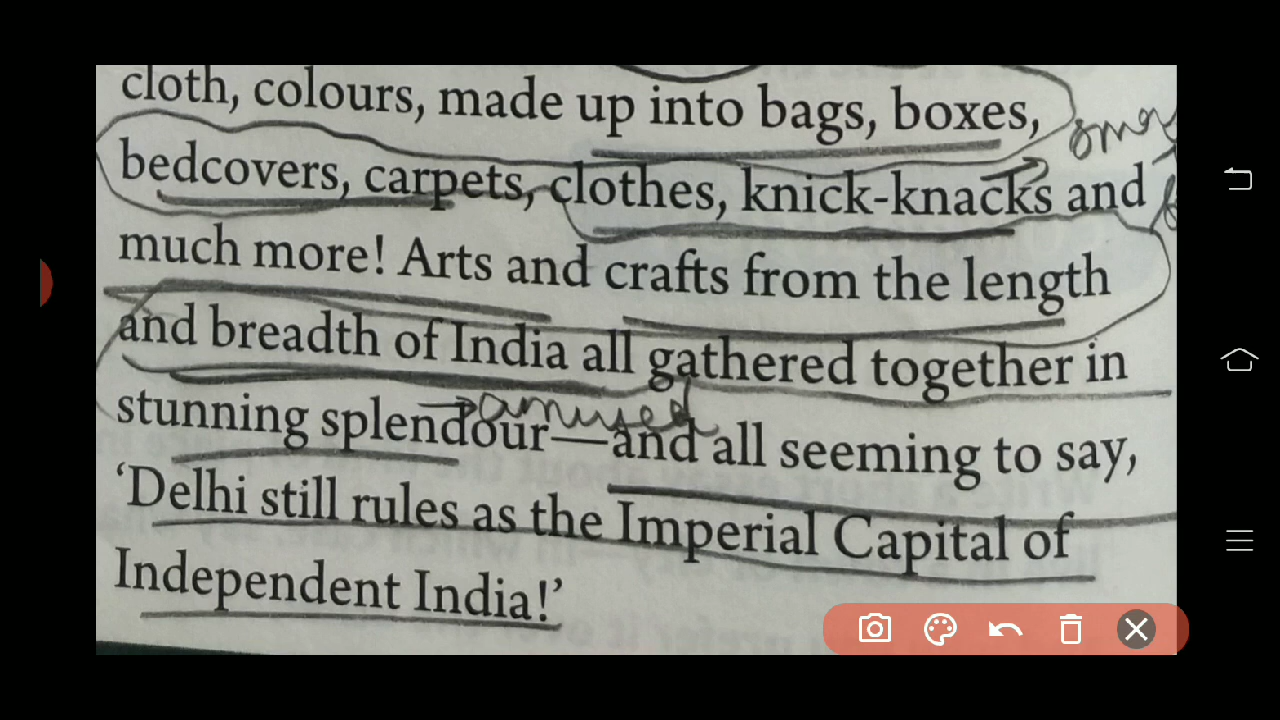 cloth, colours, made up into bags, boxes,
bedcovers, carpets, clothes, knick-knacks and
much more! Arts and crafts from the length
and breadth of India all gathered together in
amused
stunning splendour—and all seeming to say,
‘Delhi still rules as the Imperial Capital of
Independent India!’